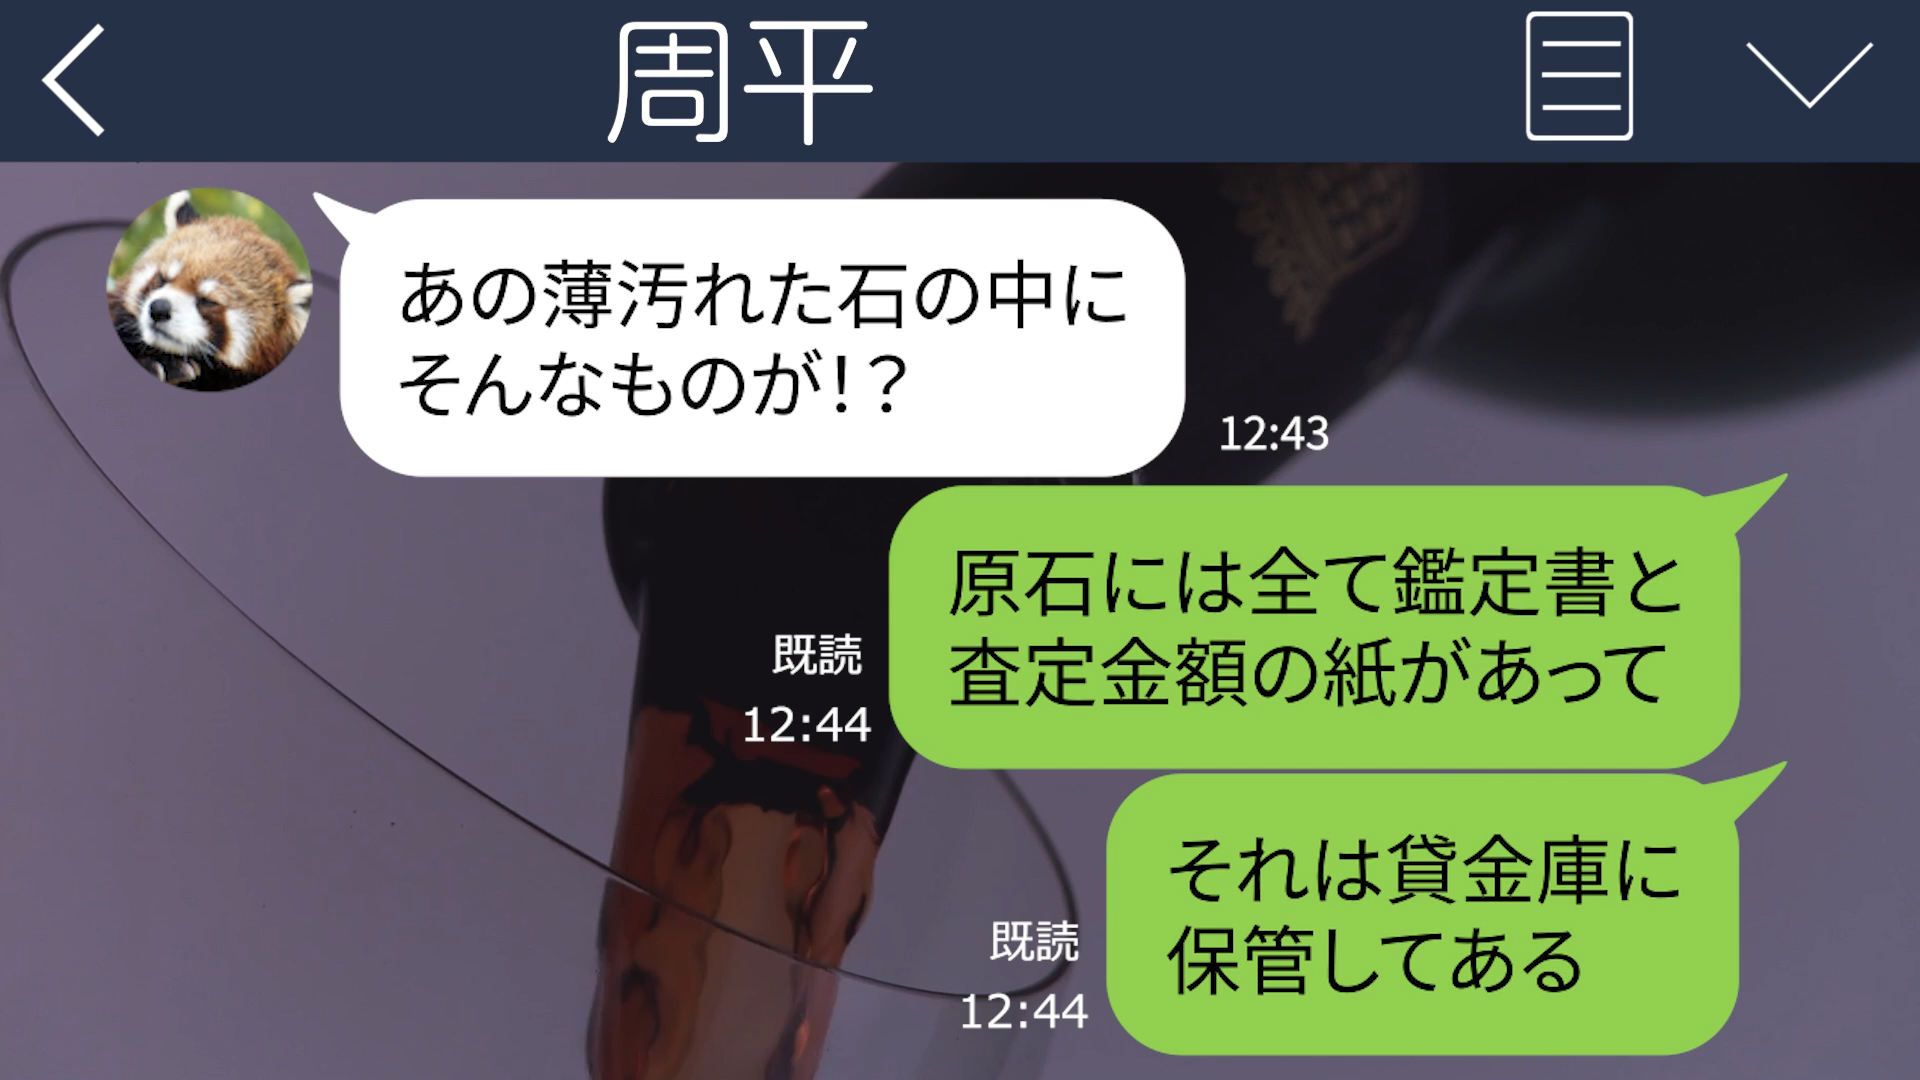 周平
あの薄汚れた石の中に
そんなものが!?
12:43
原石には全て鑑定書と
査定金額の紙があって
既読
12:44
それは貸金庫に
保管してある
既読
12:44